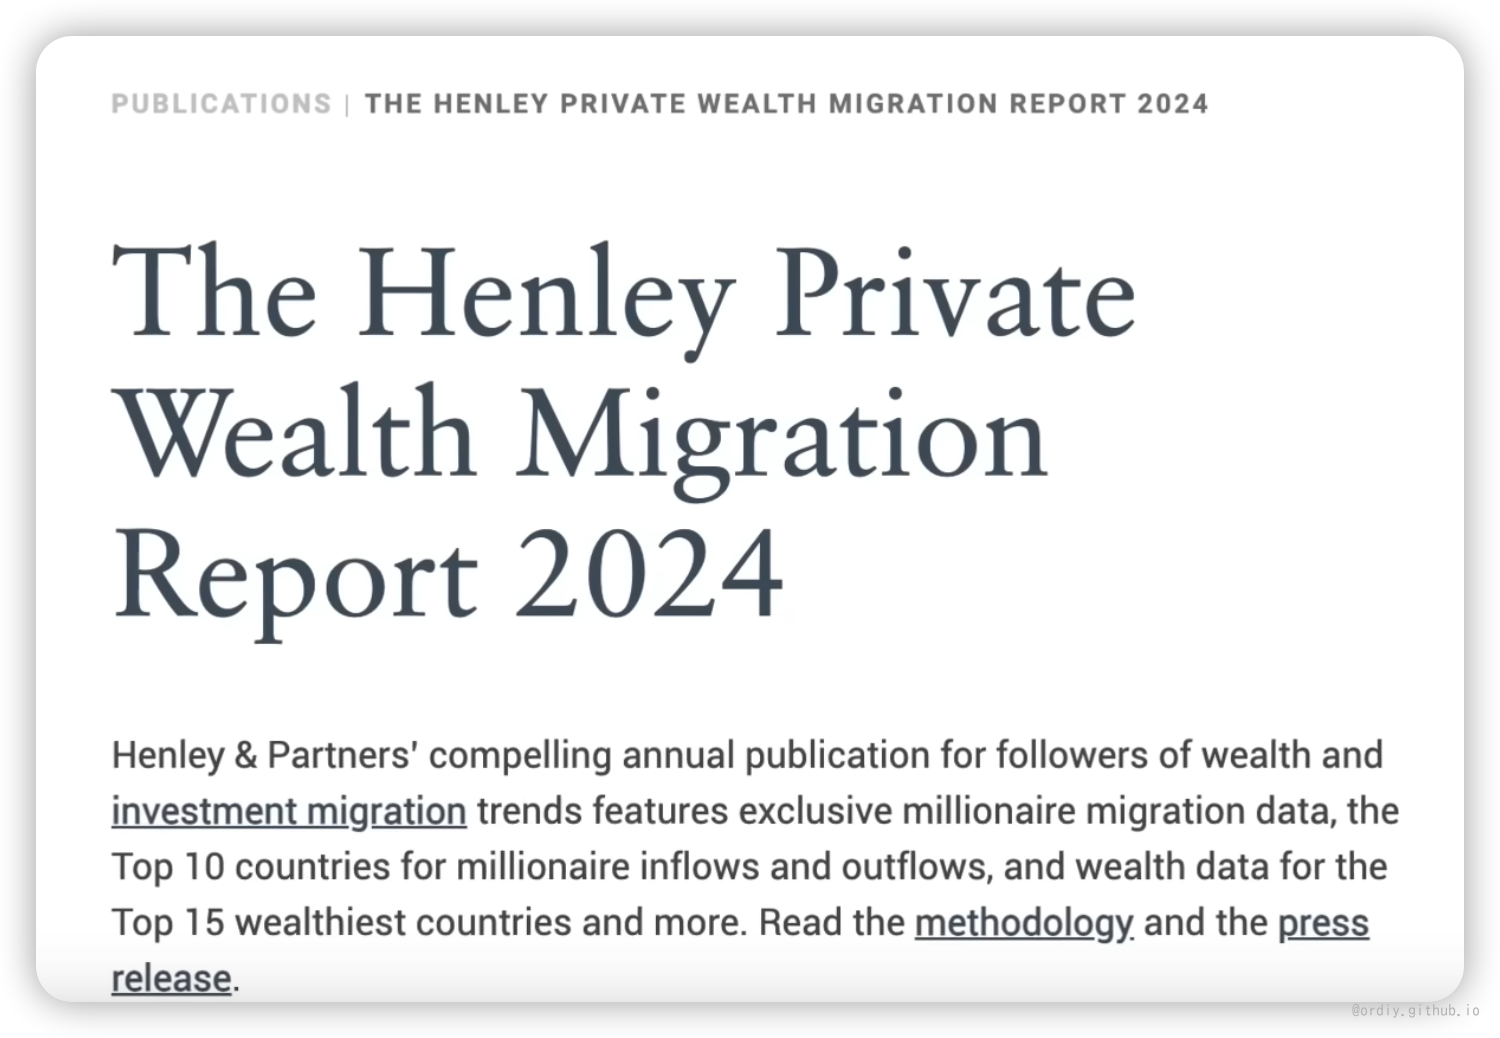 PUBLICATIONS | THE HENLEY PRIVATE WEALTH MIGRATION REPORT 2024
The Henley Private
Wealth Migration
Report 2024
Henley & Partners' compelling annual publication for followers of wealth and
investment migration trends features exclusive millionaire migration data, the
Top 10 countries for millionaire inflows and outflows, and wealth data for the
Top 15 wealthiest countries and more. Read the methodology and the press
release.
@ordiy.github.io